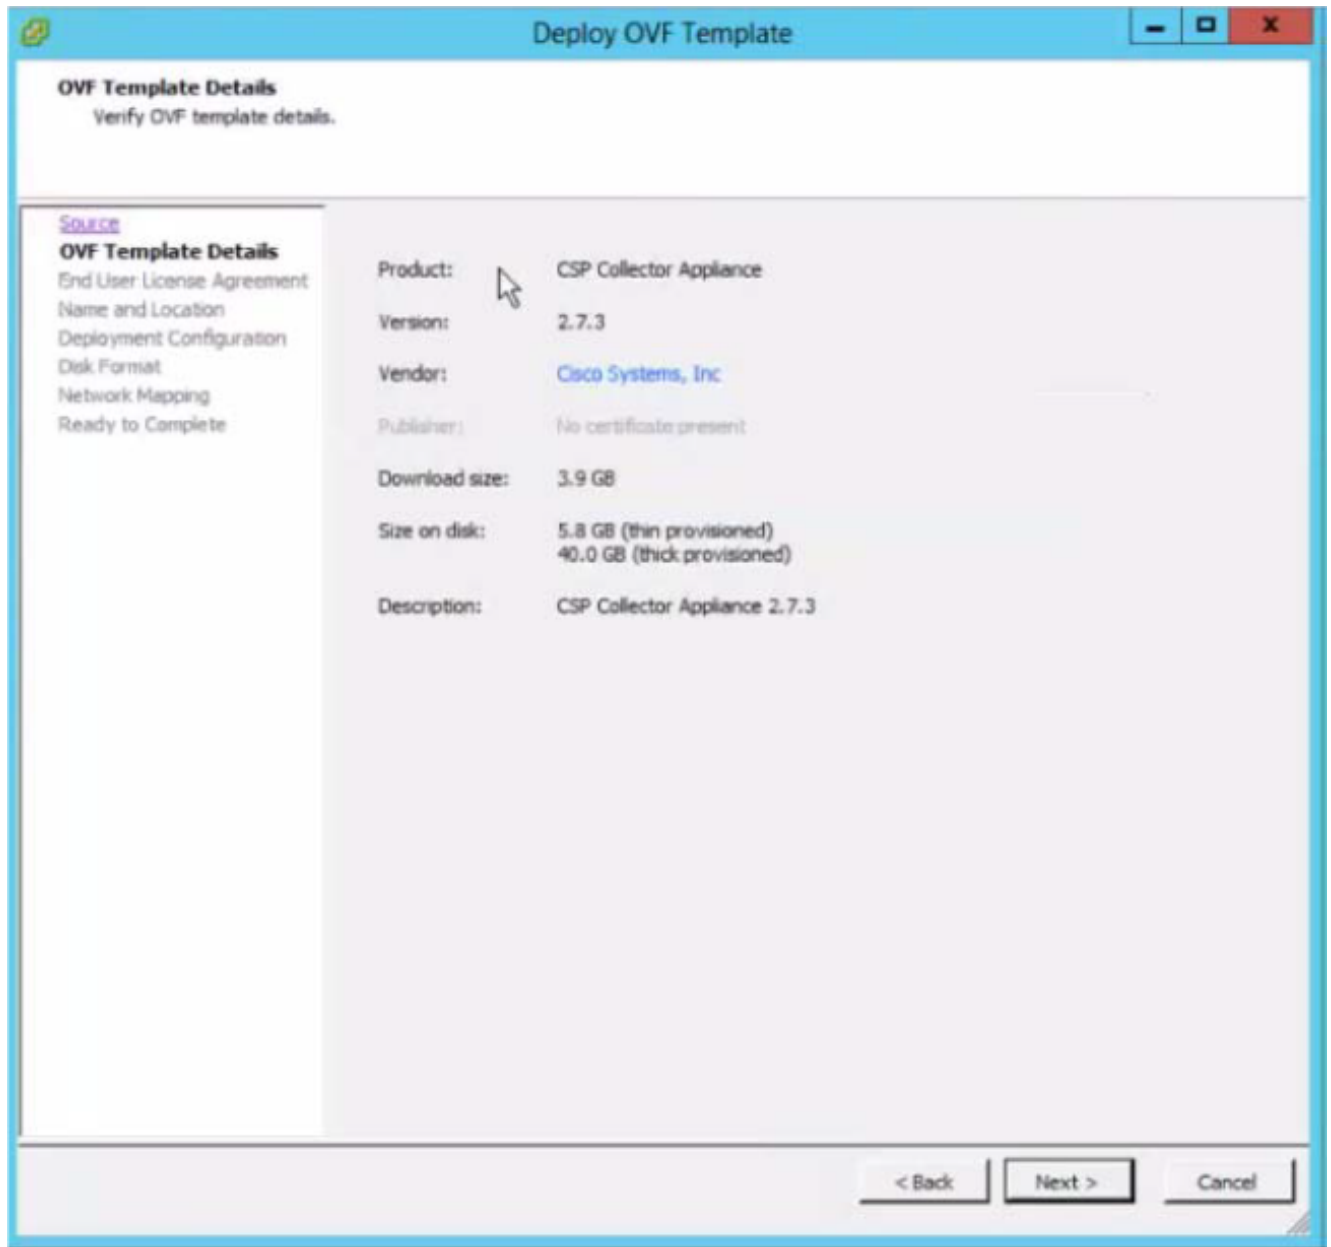 Deploy OVF Template
OVF Template Details
Verify OVF template details.
Source
OVF Template Details
End User License Agreement
Name and Location
Deployment Configuration
Disk Format
Network Mapping
Ready to Complete
Product: CSP Collector Appliance
Version: 2.7.3
Vendor: Cisco Systems, Inc
Publisher: No certificate present
Download size: 3.9 GB
Size on disk: 5.8 GB (thin provisioned)
40.0 GB (thick provisioned)
Description: CSP Collector Appliance 2.7.3
< Back Next > Cancel